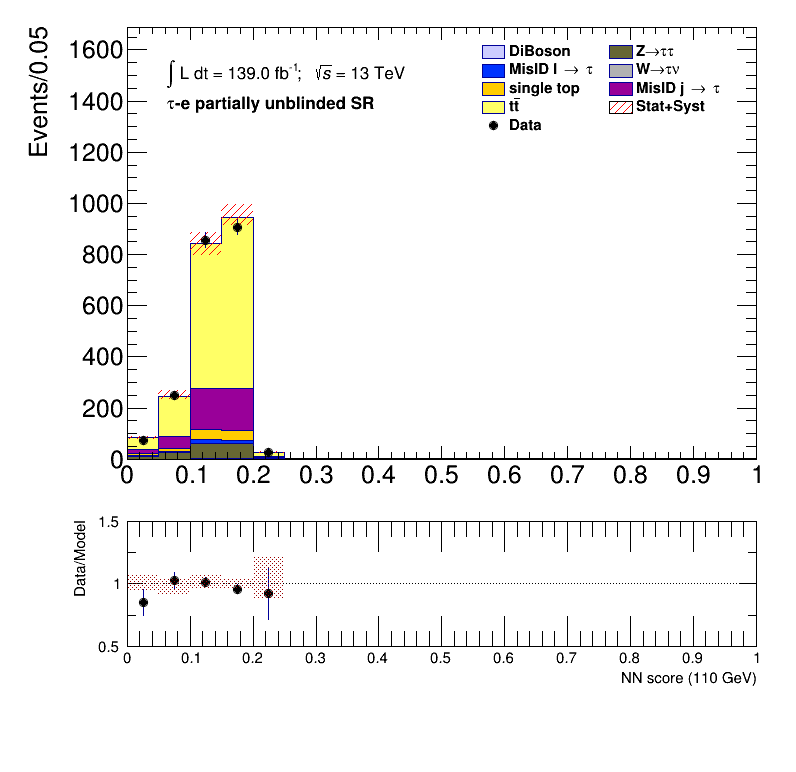 Events/0.05
1600
1400
1200
1000
800
600
400
200
0
∫ L dt = 139.0 fb⁻¹; √s = 13 TeV
τ-e partially unblinded SR
DiBoson
MisID l → τ
single top
tt̄
Data
Z→ττ
W→τν
MisID j → τ
Stat+Syst
0 0.1 0.2 0.3 0.4 0.5 0.6 0.7 0.8 0.9 1
Data/Model
1.5
1
0.5
0 0.1 0.2 0.3 0.4 0.5 0.6 0.7 0.8 0.9 1
NN score (110 GeV)